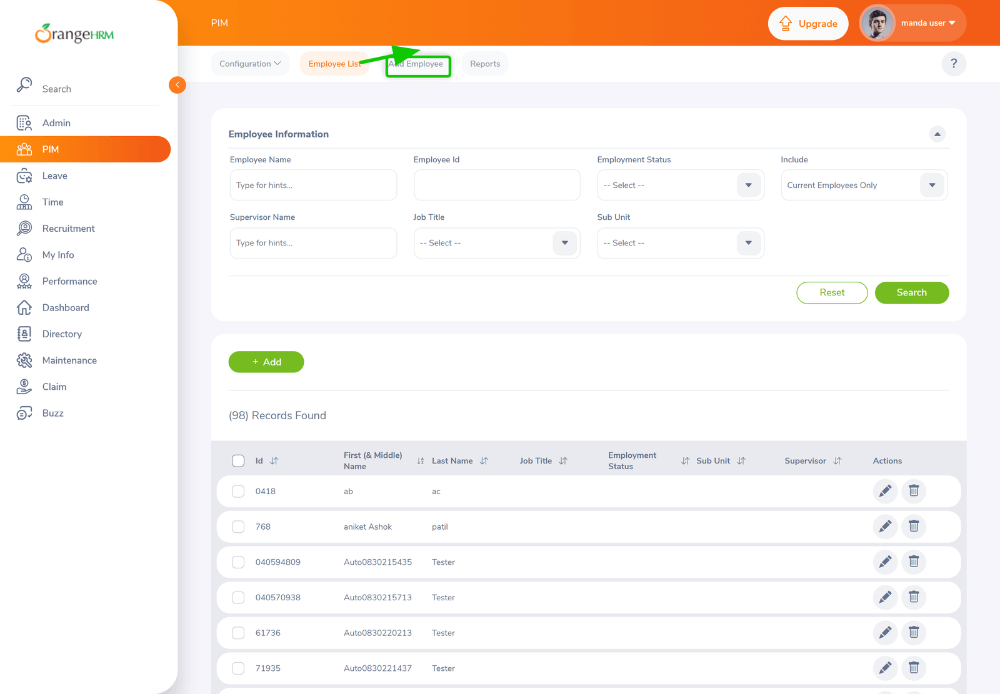 OrangeHRM
PIM
Upgrade
manda user
Configuration
Employee List
Add Employee
Reports
?
Search
Admin
PIM
Leave
Time
Recruitment
My Info
Performance
Dashboard
Directory
Maintenance
Claim
Buzz
Employee Information
Employee Name
Employee Id
Employment Status
Include
Type for hints...
-- Select --
Current Employees Only
Supervisor Name
Job Title
Sub Unit
Type for hints...
-- Select --
-- Select --
Reset
Search
+ Add
(98) Records Found
Id First (& Middle) Name Last Name Job Title Employment Status Sub Unit Supervisor Actions
0418 ab ac
768 aniket Ashok patil
040594809 Auto0830215435 Tester
040570938 Auto0830215713 Tester
61736 Auto0830220213 Tester
71935 Auto0830221437 Tester